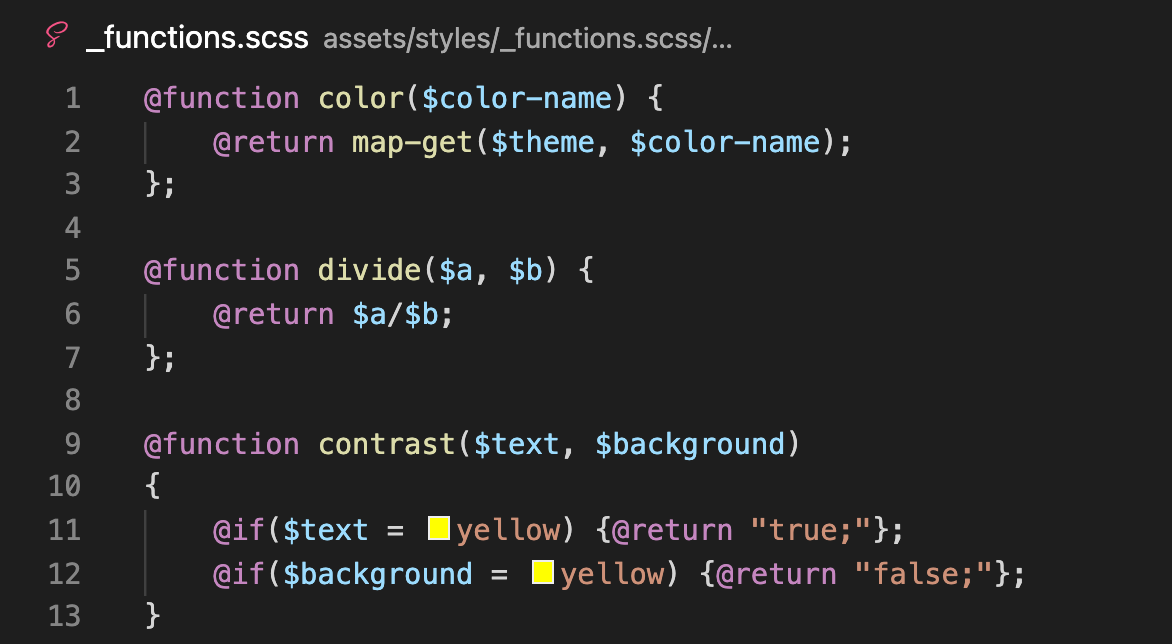 _functions.scss assets/styles/_functions.scss/...
1 @function color($color-name) {
2 @return map-get($theme, $color-name);
3 };
4
5 @function divide($a, $b) {
6 @return $a/$b;
7 };
8
9 @function contrast($text, $background)
10 {
11 @if($text = yellow) {@return "true;"};
12 @if($background = yellow) {@return "false;"};
13 }